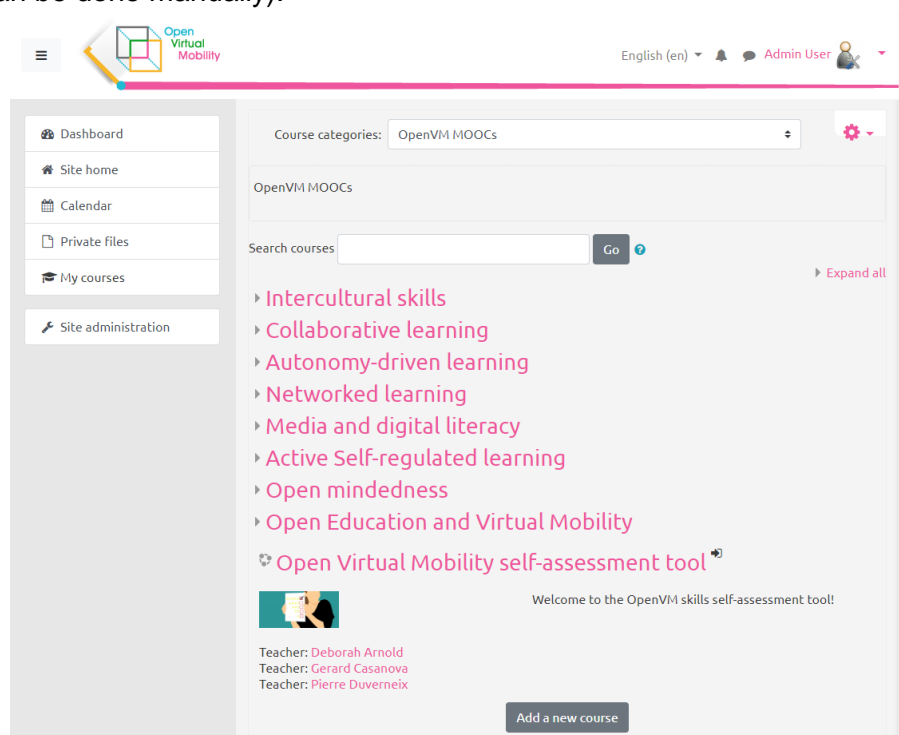 an be done manually).
Open
Virtual
Mobility
English (en)
Admin User
Dashboard
Site home
Calendar
Private files
My courses
Site administration
Course categories: OpenVM MOOCs
OpenVM MOOCs
Search courses Go
Expand all
Intercultural skills
Collaborative learning
Autonomy-driven learning
Networked learning
Media and digital literacy
Active Self-regulated learning
Open mindedness
Open Education and Virtual Mobility
Open Virtual Mobility self-assessment tool
Welcome to the OpenVM skills self-assessment tool!
Teacher: Deborah Arnold
Teacher: Gerard Casanova
Teacher: Pierre Duverneix
Add a new course